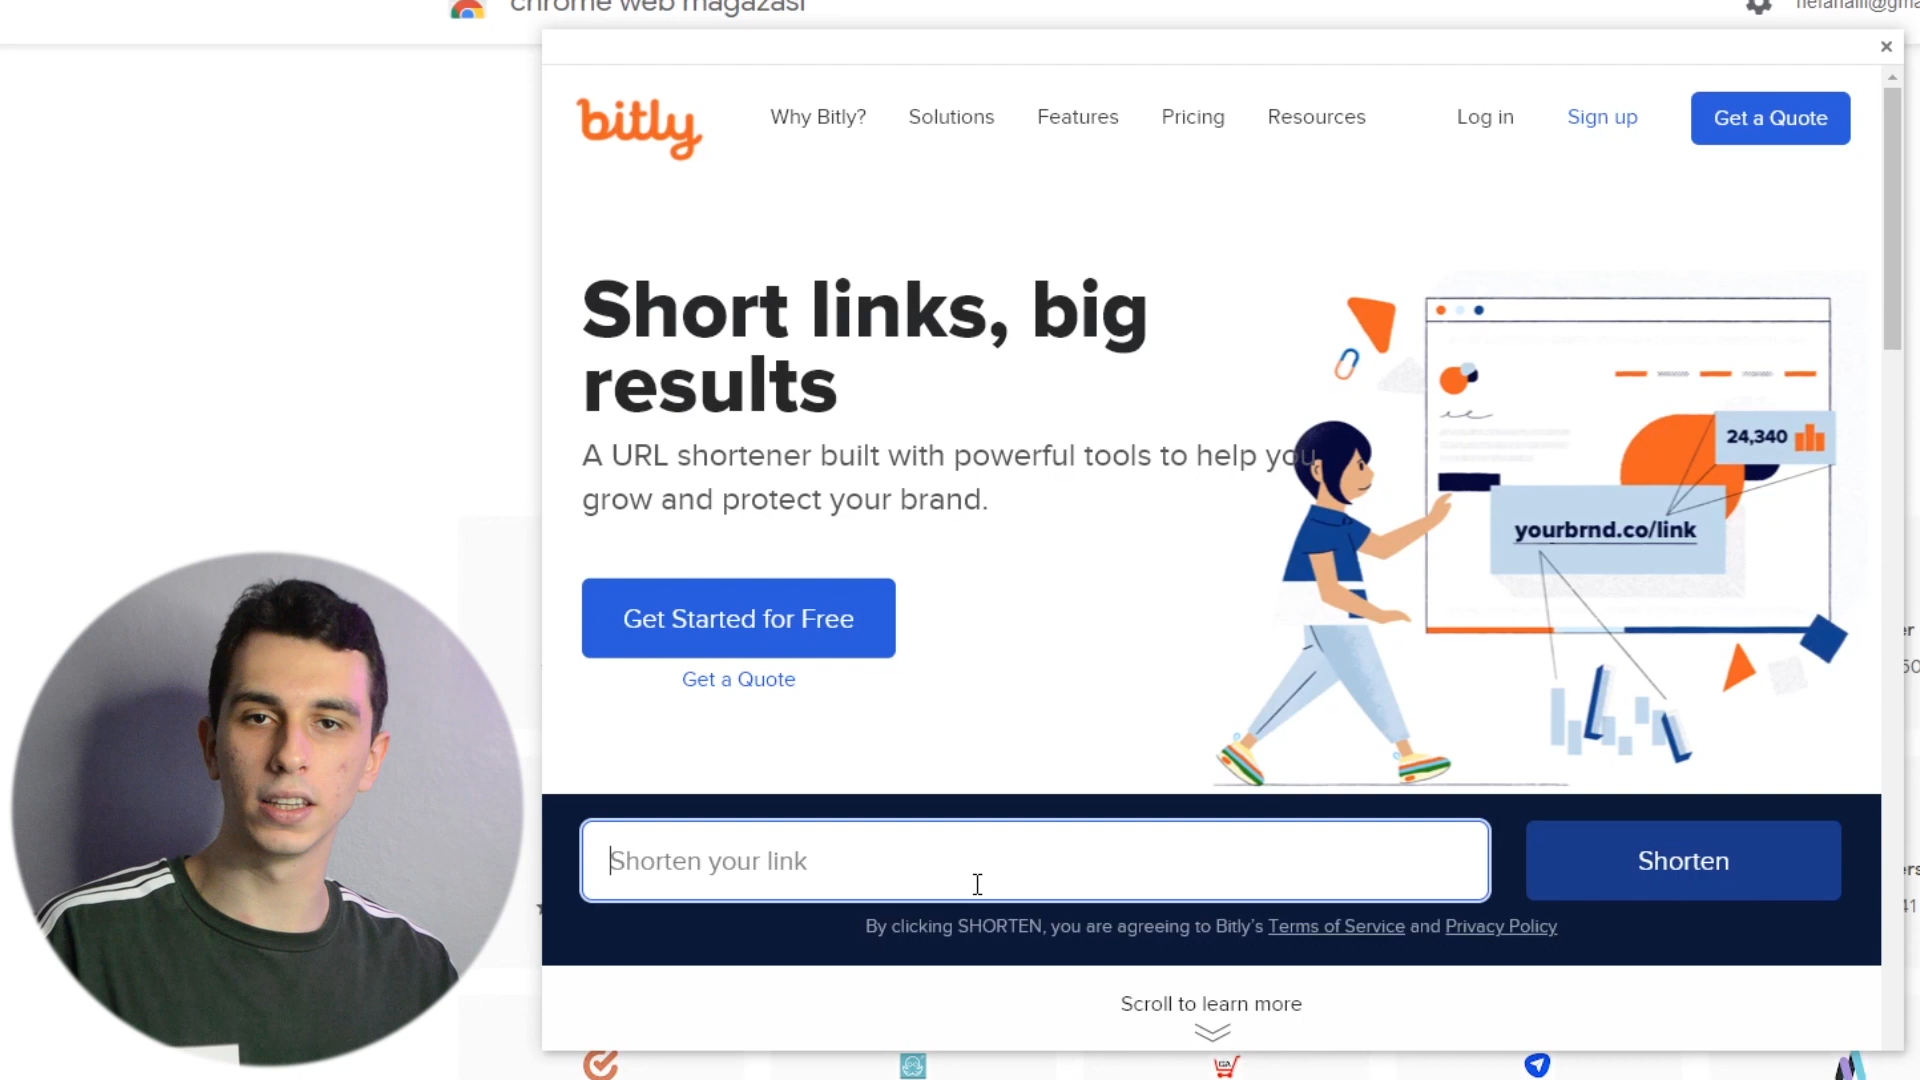 chrome web mağazası
bitly
Why Bitly?
Solutions
Features
Pricing
Resources
Log in
Sign up
Get a Quote
Short links, big
results
A URL shortener built with powerful tools to help you
grow and protect your brand.
24,340
yourbrnd.co/link
Get Started for Free
Get a Quote
Shorten your link
Shorten
By clicking SHORTEN, you are agreeing to Bitly’s Terms of Service and Privacy Policy
Scroll to learn more